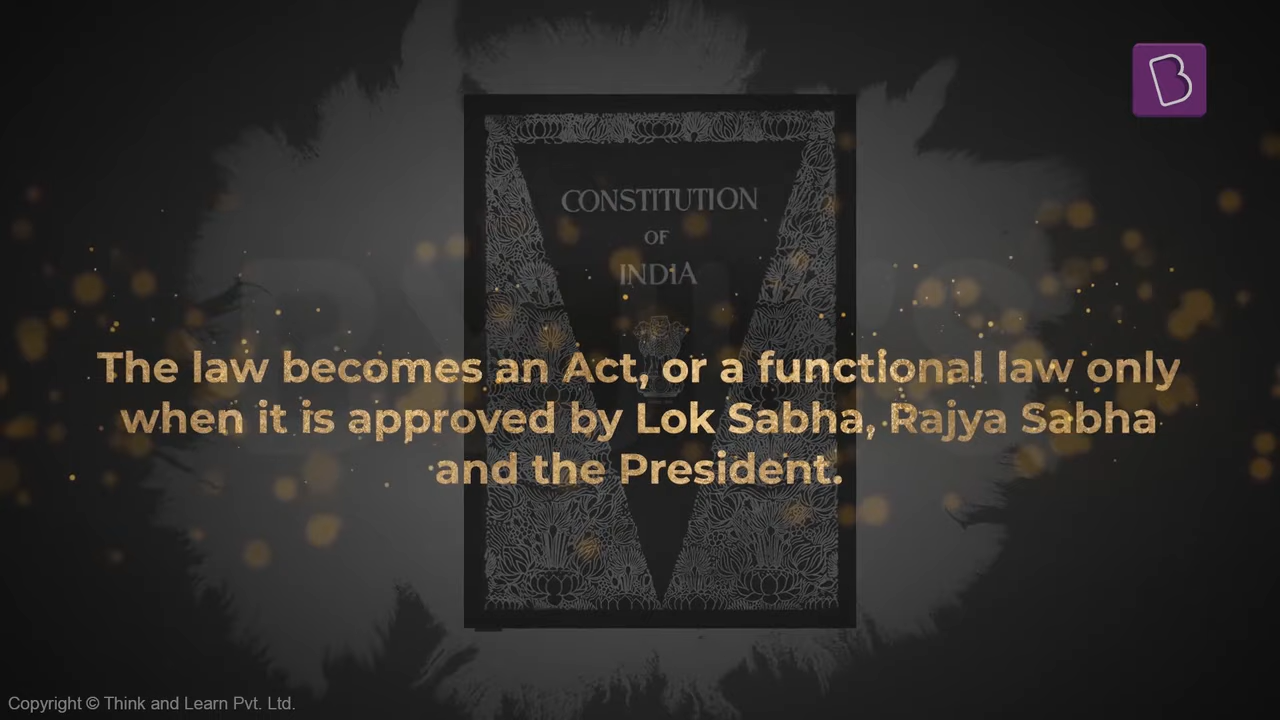 CONSTITUTION
OF
INDIA
The law becomes an Act, or a functional law only
when it is approved by Lok Sabha, Rajya Sabha
and the President.
Copyright © Think and Learn Pvt. Ltd.